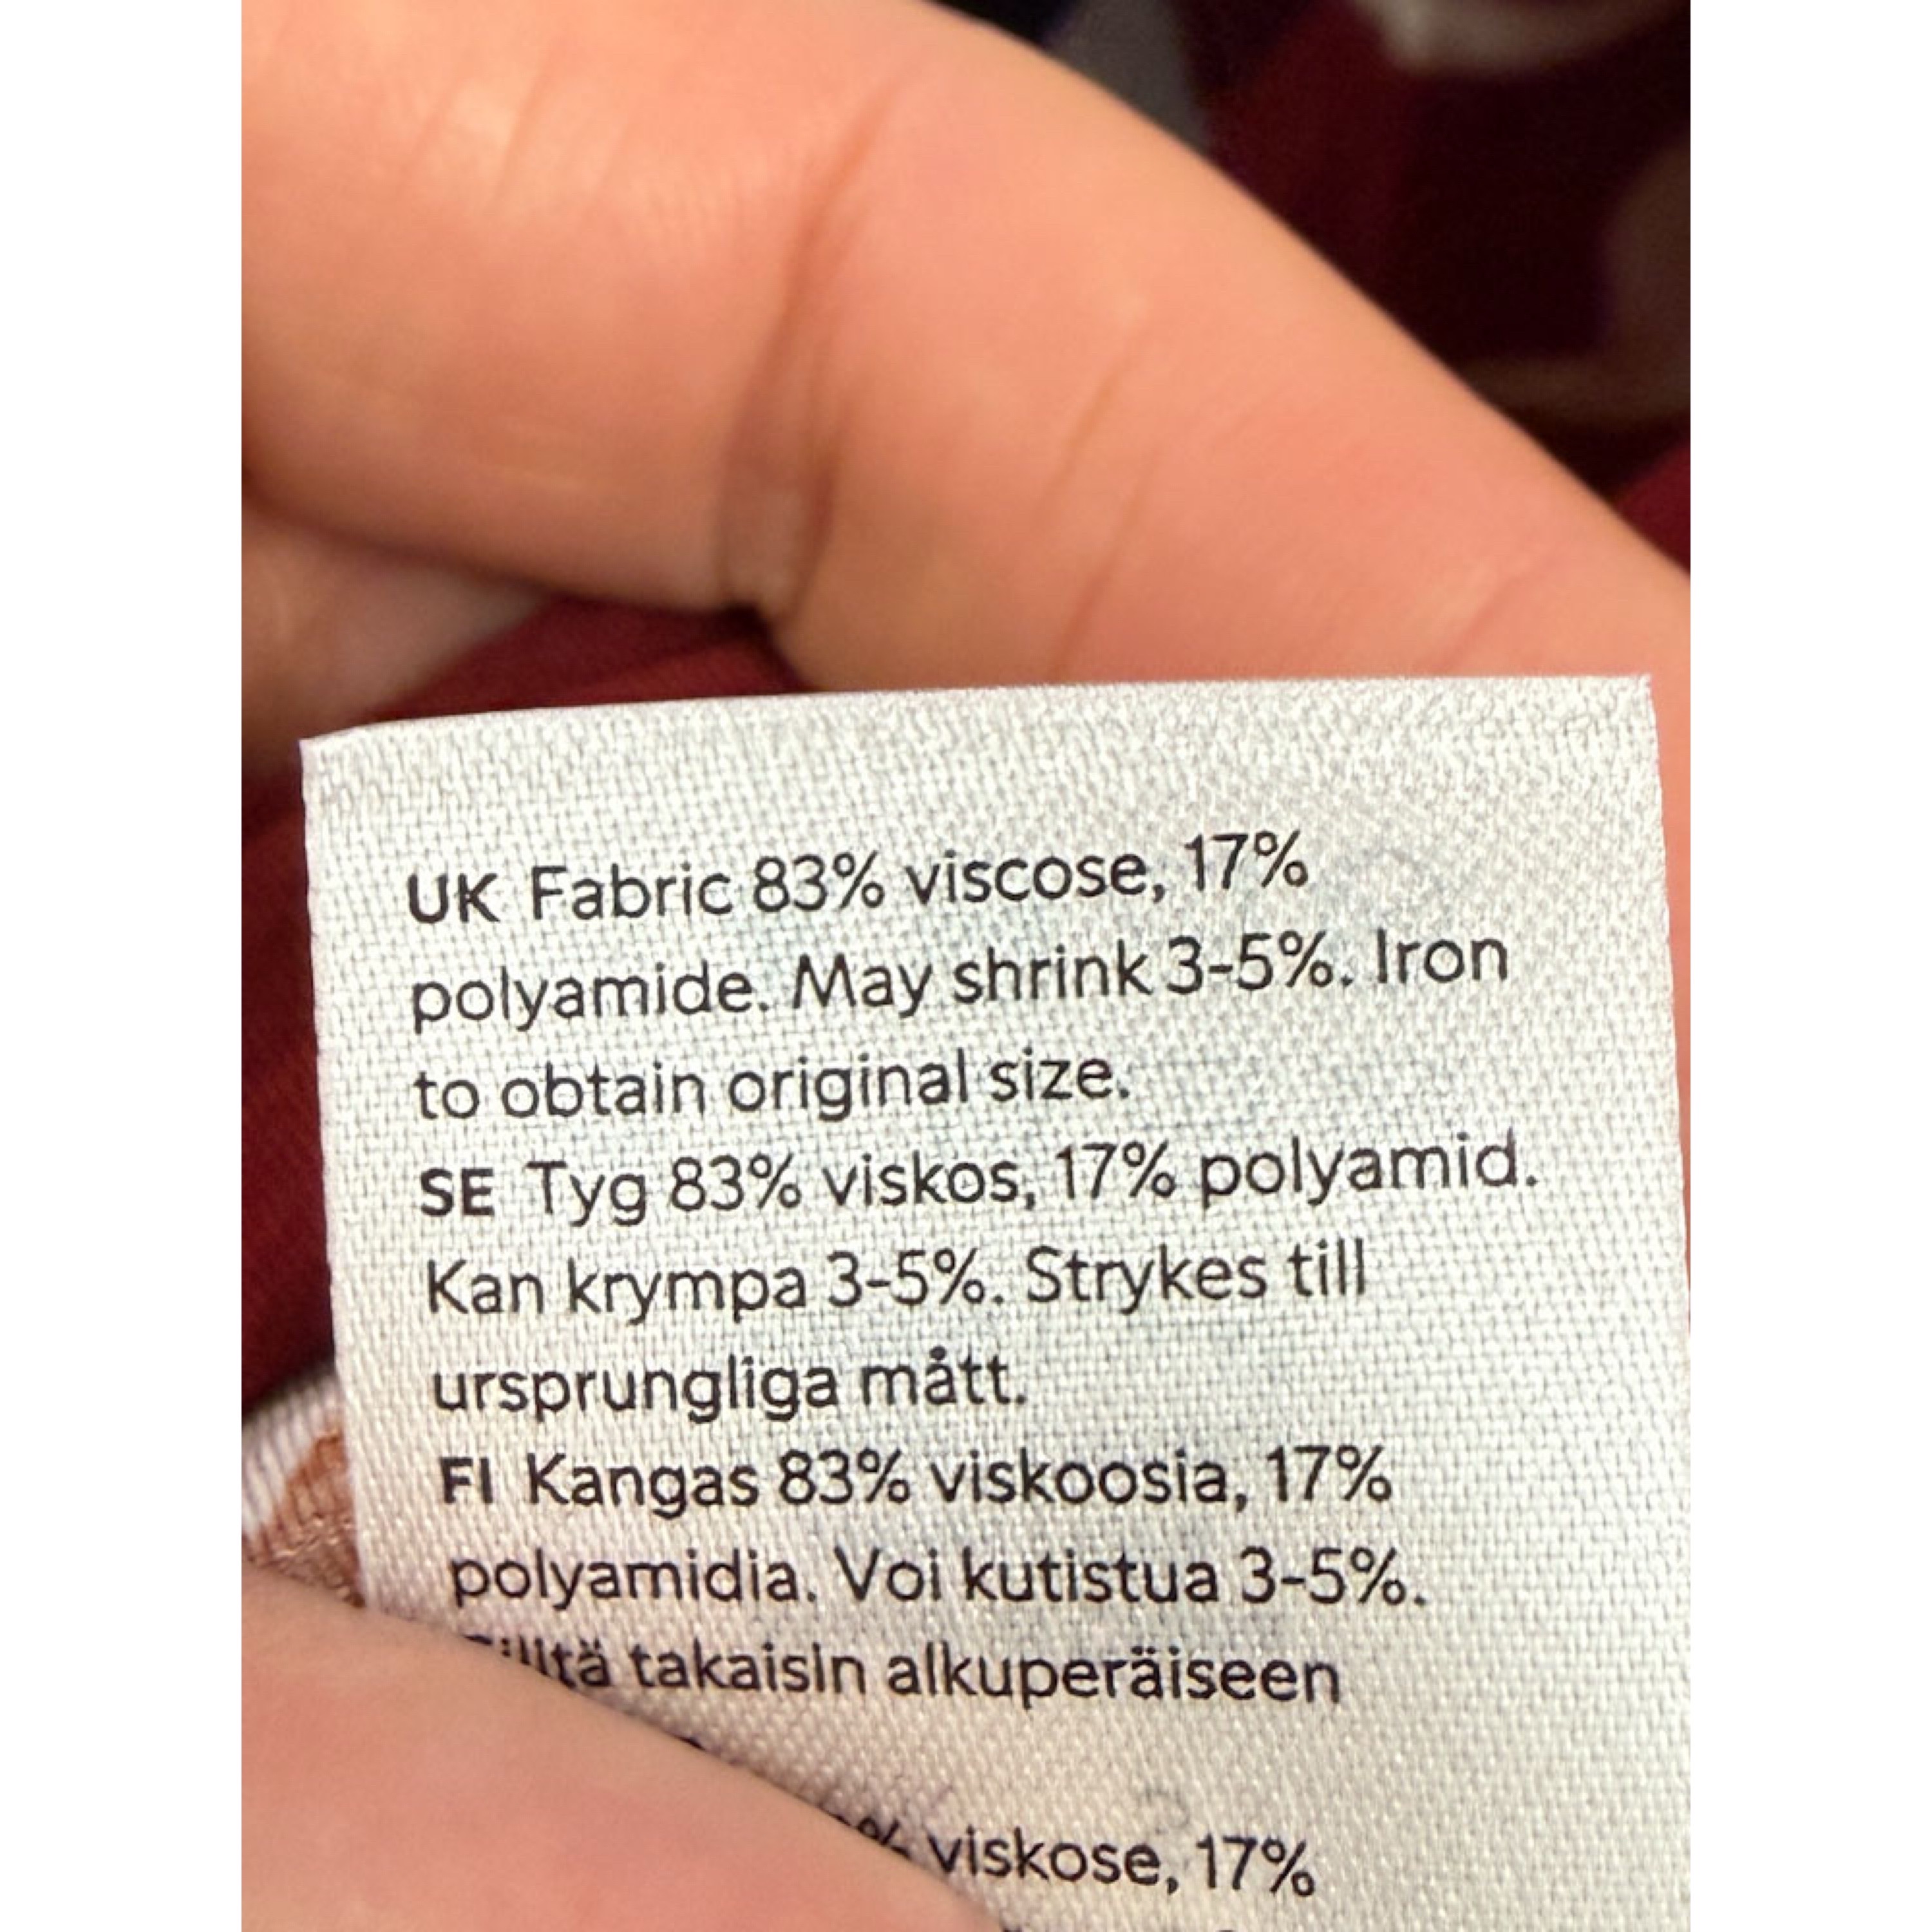 UK Fabric 83% viscose, 17%
polyamide. May shrink 3-5%. Iron
to obtain original size.
SE Tyg 83% viskos, 17% polyamid.
Kan krympa 3-5%. Strykes till
ursprungliga mått.
FI Kangas 83% viskoosia, 17%
polyamidia. Voi kutistua 3-5%.
takaisin alkuperäiseen
% viskose, 17%